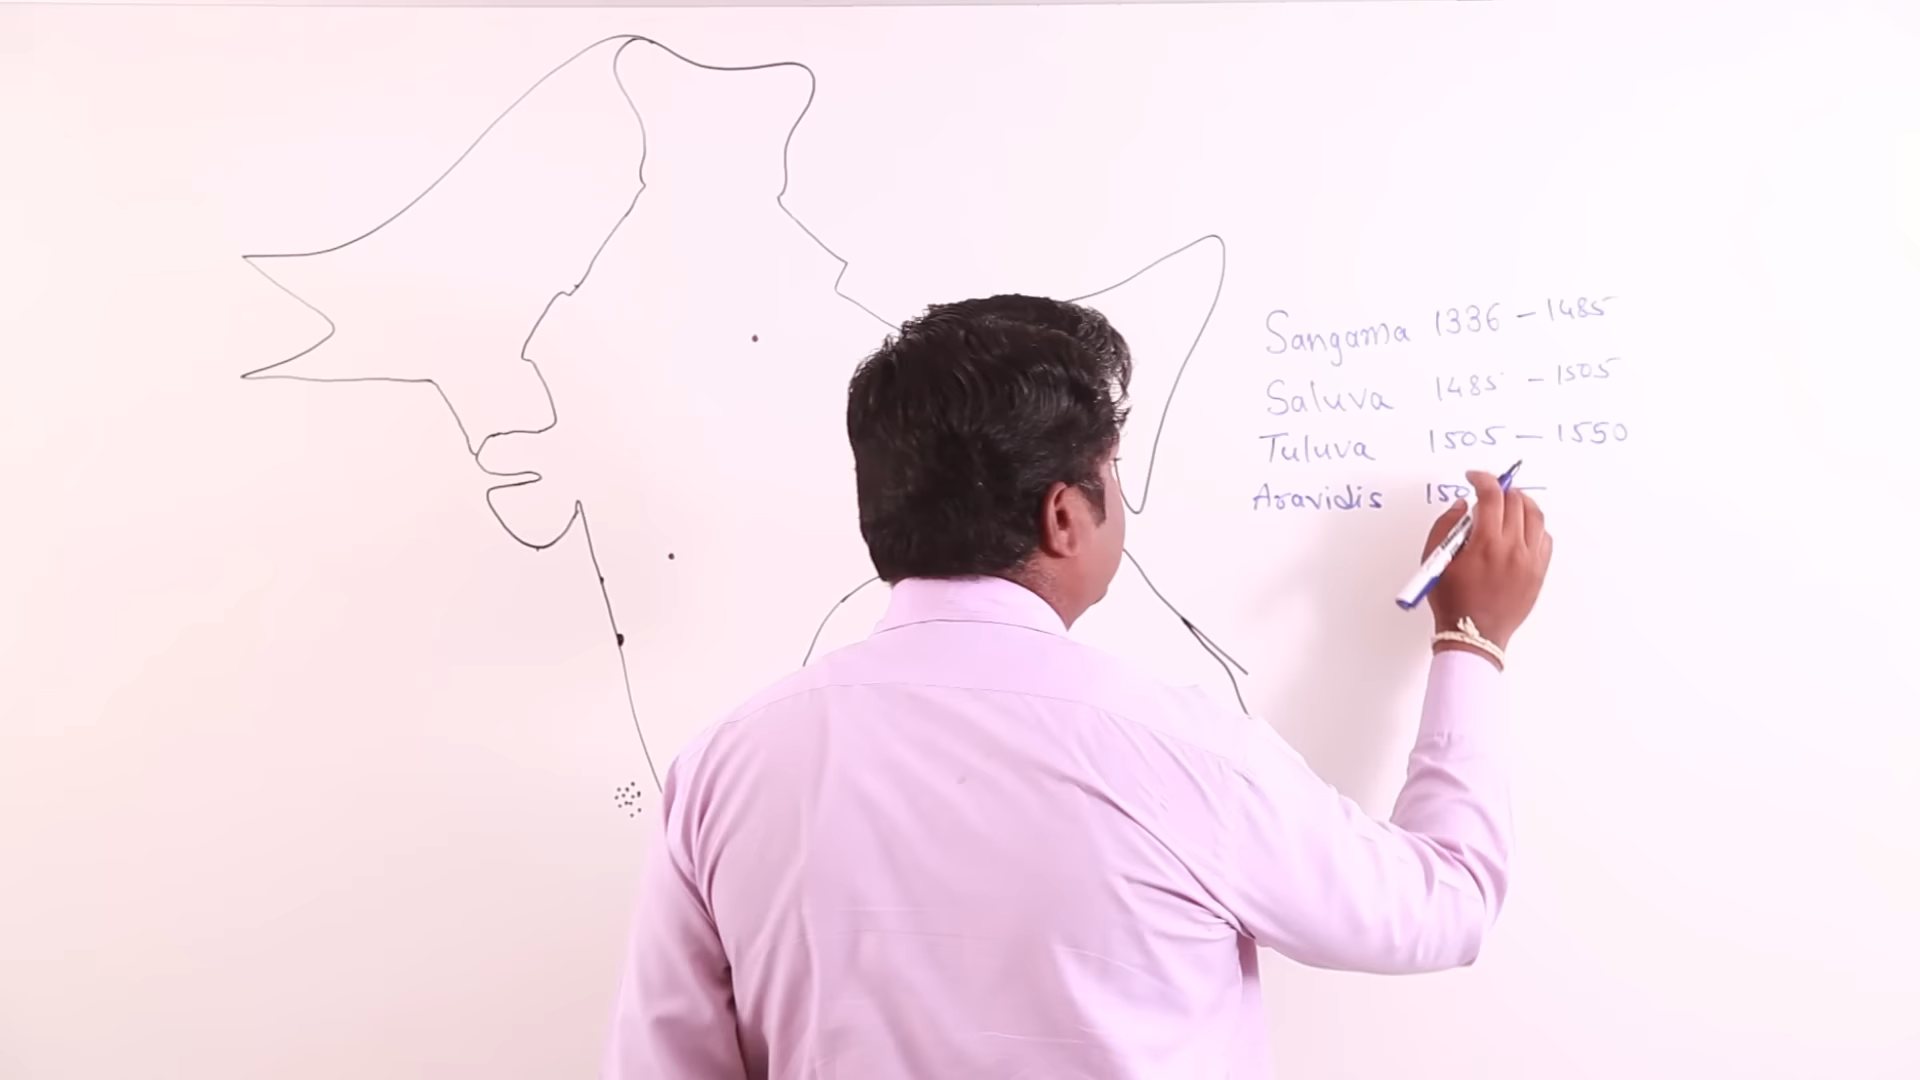 Sangama 1336 - 1485
Saluva 1485 - 1505
Tuluva 1505 - 1550
Aravidis